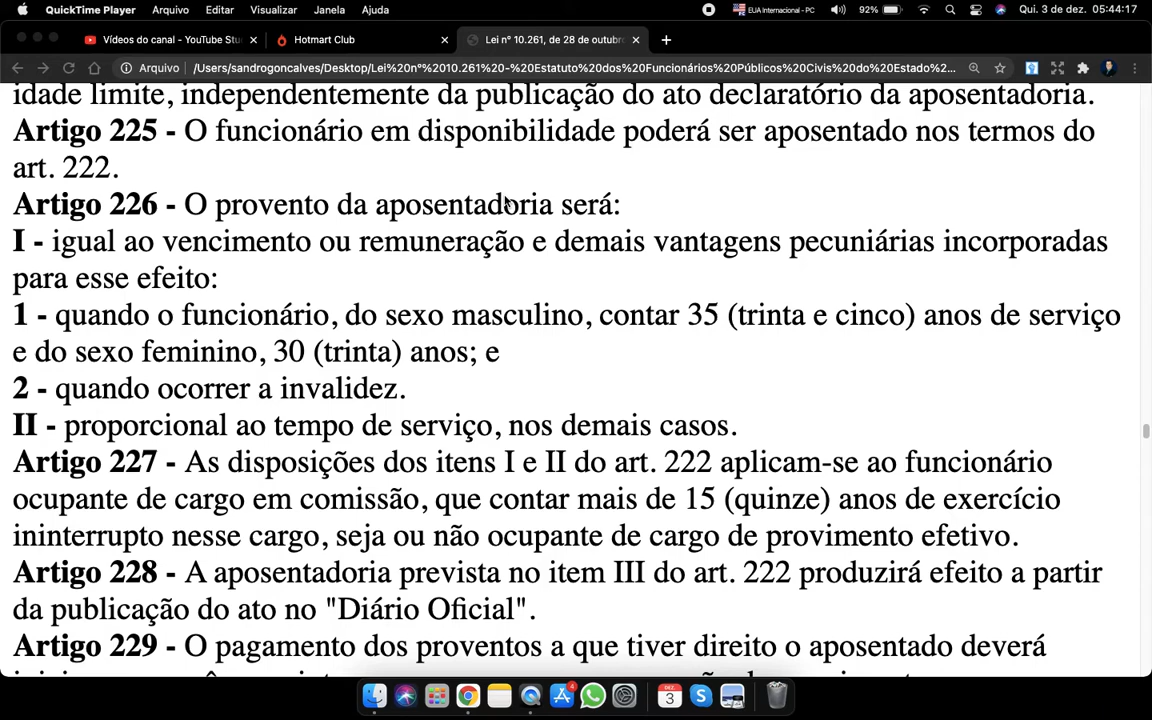 QuickTime Player Arquivo Editar Visualizar Janela Ajuda EUA Internacional - PC 92% Qui. 3 de dez. 05:44:17
Vídeos do canal - YouTube Stu Hotmart Club Lei nº 10.261, de 28 de outubr
Arquivo /Users/sandrogoncalves/Desktop/Lei%20n°%2010.261%20-%20Estatuto%20dos%20Funcionários%20Públicos%20Civis%20do%20Estado%2...
idade limite, independentemente da publicação do ato declaratório da aposentadoria.
Artigo 225 - O funcionário em disponibilidade poderá ser aposentado nos termos do
art. 222.
Artigo 226 - O provento da aposentadoria será:
I - igual ao vencimento ou remuneração e demais vantagens pecuniárias incorporadas
para esse efeito:
1 - quando o funcionário, do sexo masculino, contar 35 (trinta e cinco) anos de serviço
e do sexo feminino, 30 (trinta) anos; e
2 - quando ocorrer a invalidez.
II - proporcional ao tempo de serviço, nos demais casos.
Artigo 227 - As disposições dos itens I e II do art. 222 aplicam-se ao funcionário
ocupante de cargo em comissão, que contar mais de 15 (quinze) anos de exercício
ininterrupto nesse cargo, seja ou não ocupante de cargo de provimento efetivo.
Artigo 228 - A aposentadoria prevista no item III do art. 222 produzirá efeito a partir
da publicação do ato no "Diário Oficial".
Artigo 229 - O pagamento dos proventos a que tiver direito o aposentado deverá
4
DEZ.
3